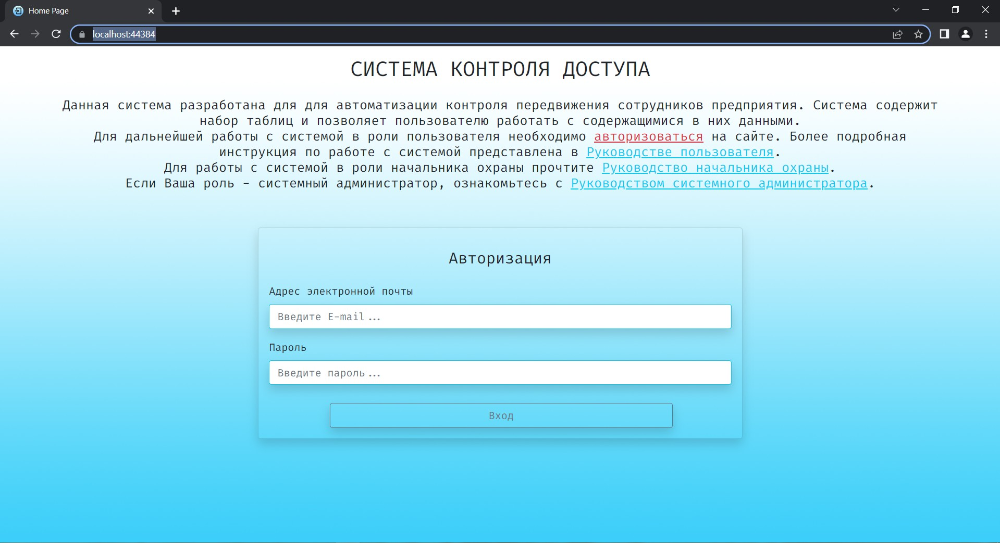 Home Page
localhost:44384
СИСТЕМА КОНТРОЛЯ ДОСТУПА
Данная система разработана для для автоматизации контроля передвижения сотрудников предприятия. Система содержит
набор таблиц и позволяет пользователю работать с содержащимися в них данными.
Для дальнейшей работы с системой в роли пользователя необходимо авторизоваться на сайте. Более подробная
инструкция по работе с системой представлена в Руководстве пользователя.
Для работы с системой в роли начальника охраны прочтите Руководство начальника охраны.
Если Ваша роль – системный администратор, ознакомьтесь с Руководством системного администратора.
Авторизация
Адрес электронной почты
Введите E-mail...
Пароль
Введите пароль...
Вход